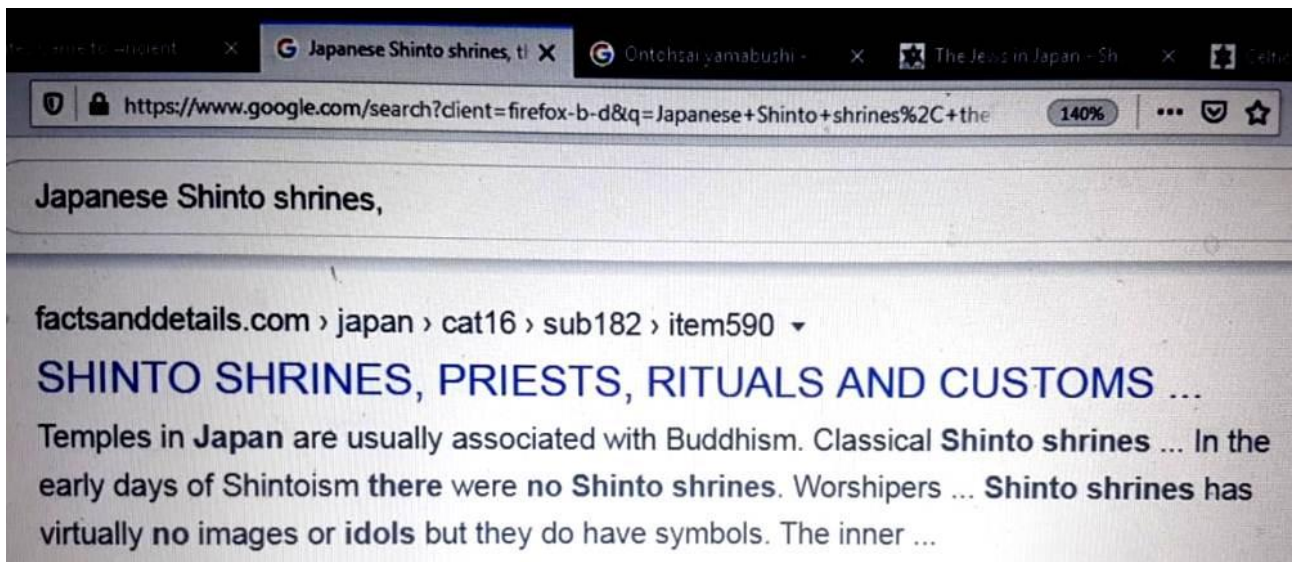 Japanese Shinto shrines, tl
Ontohsai yamabushi -
The Jews in Japan - Sh
https://www.google.com/search?client=firefox-b-d&q=Japanese+Shinto+shrines%2C+the
140%
Japanese Shinto shrines,
factsanddetails.com › japan › cat16 › sub182 › item590
SHINTO SHRINES, PRIESTS, RITUALS AND CUSTOMS ...
Temples in Japan are usually associated with Buddhism. Classical Shinto shrines ... In the
early days of Shintoism there were no Shinto shrines. Worshipers ... Shinto shrines has
virtually no images or idols but they do have symbols. The inner ...